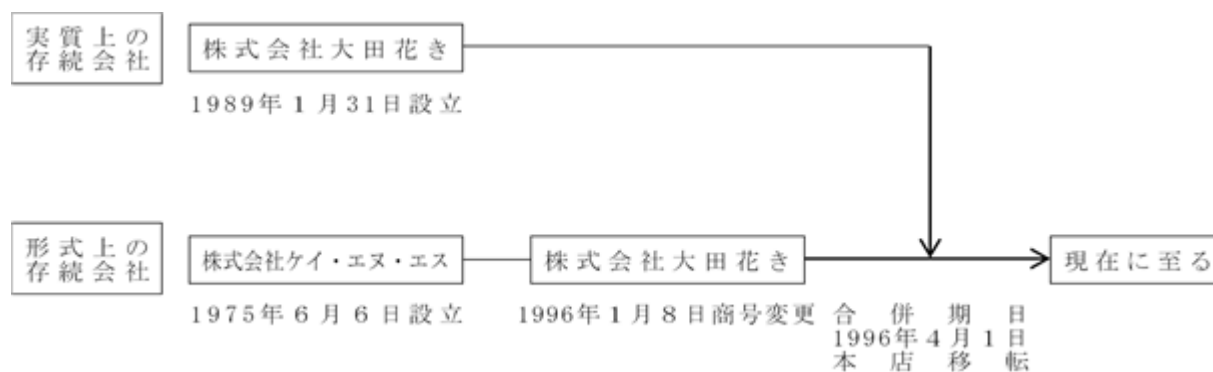 実質上の
存続会社
株式会社大田花き
1989年1月31日設立
形式上の
存続会社
株式会社ケイ・エヌ・エス
1975年6月6日設立
株式会社大田花き
1996年1月8日商号変更
合併期日
1996年4月1日
本店移転
現在に至る